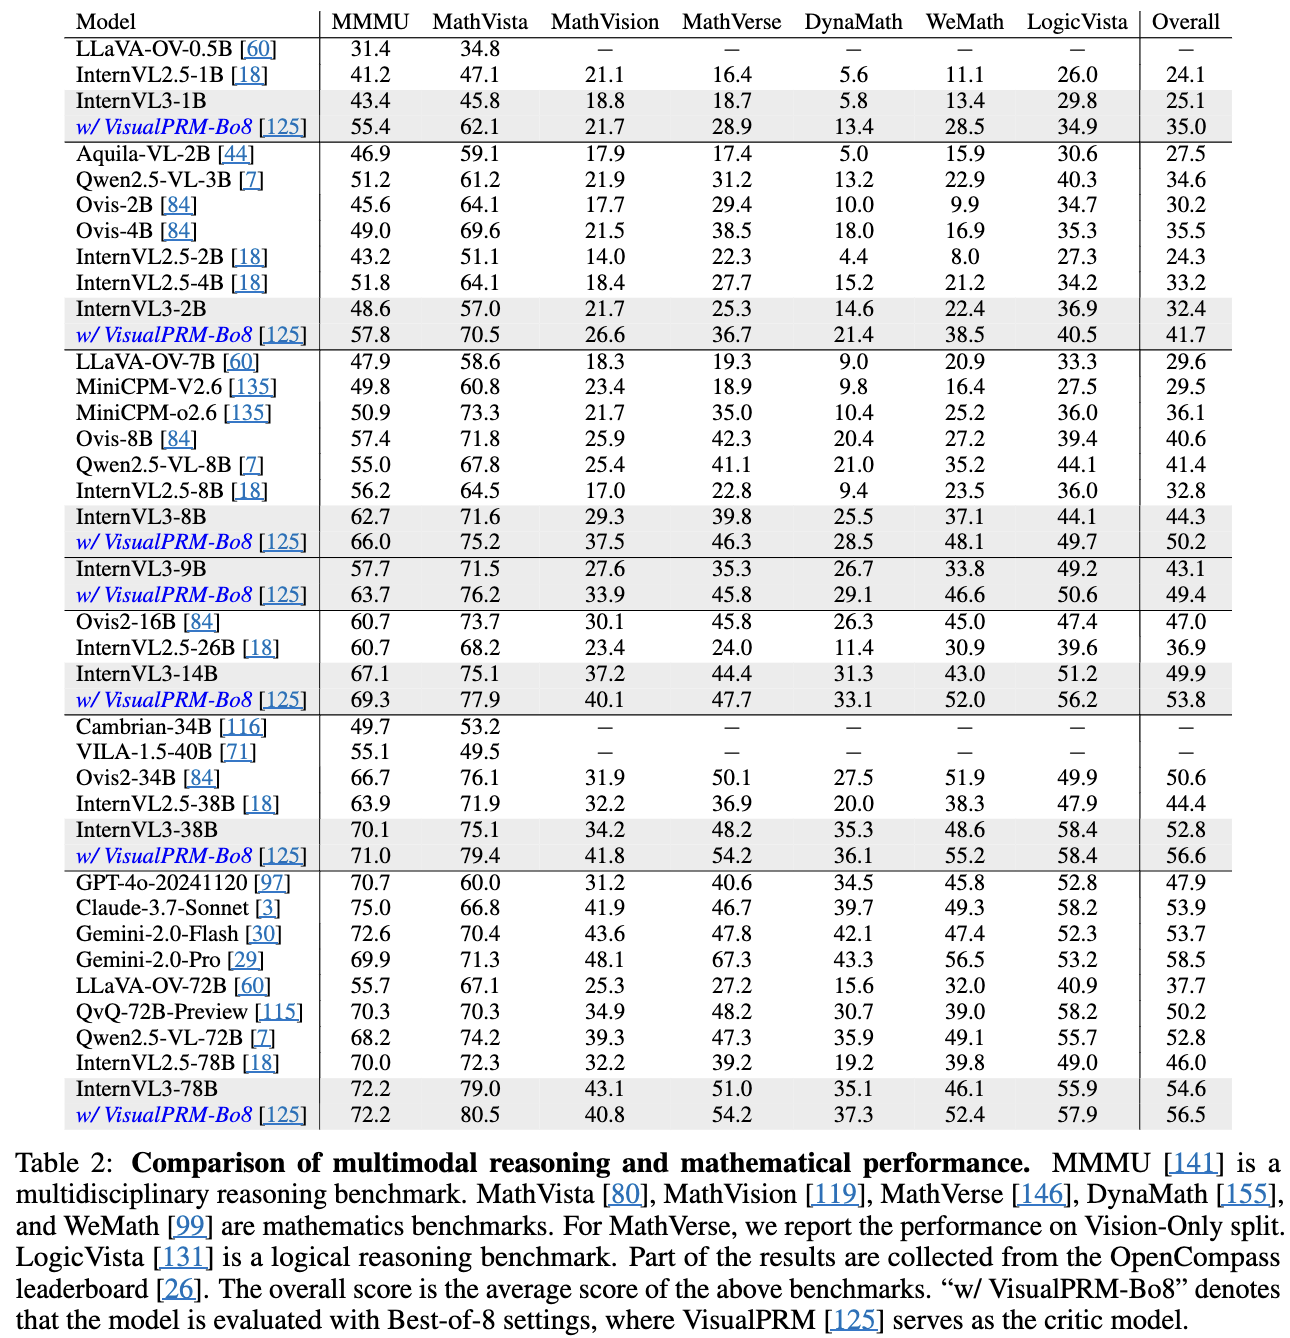 Model MMMU MathVista MathVision MathVerse DynaMath WeMath LogicVista Overall
LLaVA-OV-0.5B [60] 31.4 34.8 — — — — — —
InternVL2.5-1B [18] 41.2 47.1 21.1 16.4 5.6 11.1 26.0 24.1
InternVL3-1B 43.4 45.8 18.8 18.7 5.8 13.4 29.8 25.1
w/ VisualPRM-Bo8 [125] 55.4 62.1 21.7 28.9 13.4 28.5 34.9 35.0
Aquila-VL-2B [44] 46.9 59.1 17.9 17.4 5.0 15.9 30.6 27.5
Qwen2.5-VL-3B [7] 51.2 61.2 21.9 31.2 13.2 22.9 40.3 34.6
Ovis-2B [84] 45.6 64.1 17.7 29.4 10.0 9.9 34.7 30.2
Ovis-4B [84] 49.0 69.6 21.5 38.5 18.0 16.9 35.3 35.5
InternVL2.5-2B [18] 43.2 51.1 14.0 22.3 4.4 8.0 27.3 24.3
InternVL2.5-4B [18] 51.8 64.1 18.4 27.7 15.2 21.2 34.2 33.2
InternVL3-2B 48.6 57.0 21.7 25.3 14.6 22.4 36.9 32.4
w/ VisualPRM-Bo8 [125] 57.8 70.5 26.6 36.7 21.4 38.5 40.5 41.7
LLaVA-OV-7B [60] 47.9 58.6 18.3 19.3 9.0 20.9 33.3 29.6
MiniCPM-V2.6 [135] 49.8 60.8 23.4 18.9 9.8 16.4 27.5 29.5
MiniCPM-o2.6 [135] 50.9 73.3 21.7 35.0 10.4 25.2 36.0 36.1
Ovis-8B [84] 57.4 71.8 25.9 42.3 20.4 27.2 39.4 40.6
Qwen2.5-VL-8B [7] 55.0 67.8 25.4 41.1 21.0 35.2 44.1 41.4
InternVL2.5-8B [18] 56.2 64.5 17.0 22.8 9.4 23.5 36.0 32.8
InternVL3-8B 62.7 71.6 29.3 39.8 25.5 37.1 44.1 44.3
w/ VisualPRM-Bo8 [125] 66.0 75.2 37.5 46.3 28.5 48.1 49.7 50.2
InternVL3-9B 57.7 71.5 27.6 35.3 26.7 33.8 49.2 43.1
w/ VisualPRM-Bo8 [125] 63.7 76.2 33.9 45.8 29.1 46.6 50.6 49.4
Ovis2-16B [84] 60.7 73.7 30.1 45.8 26.3 45.0 47.4 47.0
InternVL2.5-26B [18] 60.7 68.2 23.4 24.0 11.4 30.9 39.6 36.9
InternVL3-14B 67.1 75.1 37.2 44.4 31.3 43.0 51.2 49.9
w/ VisualPRM-Bo8 [125] 69.3 77.9 40.1 47.7 33.1 52.0 56.2 53.8
Cambrian-34B [116] 49.7 53.2 — — — — — —
VILA-1.5-40B [71] 55.1 49.5 — — — — — —
Ovis2-34B [84] 66.7 76.1 31.9 50.1 27.5 51.9 49.9 50.6
InternVL2.5-38B [18] 63.9 71.9 32.2 36.9 20.0 38.3 47.9 44.4
InternVL3-38B 70.1 75.1 34.2 48.2 35.3 48.6 58.4 52.8
w/ VisualPRM-Bo8 [125] 71.0 79.4 41.8 54.2 36.1 55.2 58.4 56.6
GPT-4o-20241120 [97] 70.7 60.0 31.2 40.6 34.5 45.8 52.8 47.9
Claude-3.7-Sonnet [3] 75.0 66.8 41.9 46.7 39.7 49.3 58.2 53.9
Gemini-2.0-Flash [30] 72.6 70.4 43.6 47.8 42.1 47.4 52.3 53.7
Gemini-2.0-Pro [29] 69.9 71.3 48.1 67.3 43.3 56.5 53.2 58.5
LLaVA-OV-72B [60] 55.7 67.1 25.3 27.2 15.6 32.0 40.9 37.7
QvQ-72B-Preview [115] 70.3 70.3 34.9 48.2 30.7 39.0 58.2 50.2
Qwen2.5-VL-72B [7] 68.2 74.2 39.3 47.3 35.9 49.1 55.7 52.8
InternVL2.5-78B [18] 70.0 72.3 32.2 39.2 19.2 39.8 49.0 46.0
InternVL3-78B 72.2 79.0 43.1 51.0 35.1 46.1 55.9 54.6
w/ VisualPRM-Bo8 [125] 72.2 80.5 40.8 54.2 37.3 52.4 57.9 56.5
Table 2: Comparison of multimodal reasoning and mathematical performance. MMMU [141] is a
multidisciplinary reasoning benchmark. MathVista [80], MathVision [119], MathVerse [146], DynaMath [155],
and WeMath [99] are mathematics benchmarks. For MathVerse, we report the performance on Vision-Only split.
LogicVista [131] is a logical reasoning benchmark. Part of the results are collected from the OpenCompass
leaderboard [26]. The overall score is the average score of the above benchmarks. “w/ VisualPRM-Bo8” denotes
that the model is evaluated with Best-of-8 settings, where VisualPRM [125] serves as the critic model.